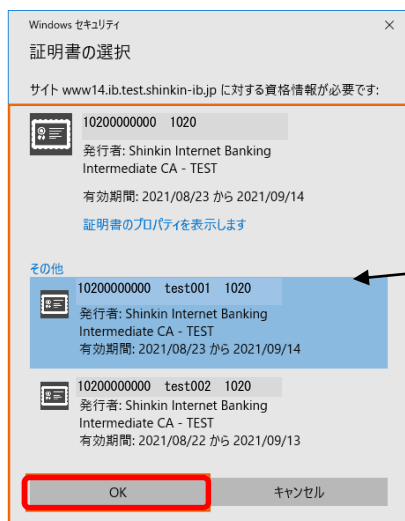 Windows セキュリティ
証明書の選択
サイト www14.ib.test.shinkin-ib.jp に対する資格情報が必要です:
10200000000 1020
発行者: Shinkin Internet Banking
Intermediate CA - TEST
有効期間: 2021/08/23 から 2021/09/14
証明書のプロパティを表示します
その他
10200000000 test001 1020
発行者: Shinkin Internet Banking
Intermediate CA - TEST
有効期間: 2021/08/23 から 2021/09/14
10200000000 test002 1020
発行者: Shinkin Internet Banking
Intermediate CA - TEST
有効期間: 2021/08/22 から 2021/09/13
OK キャンセル